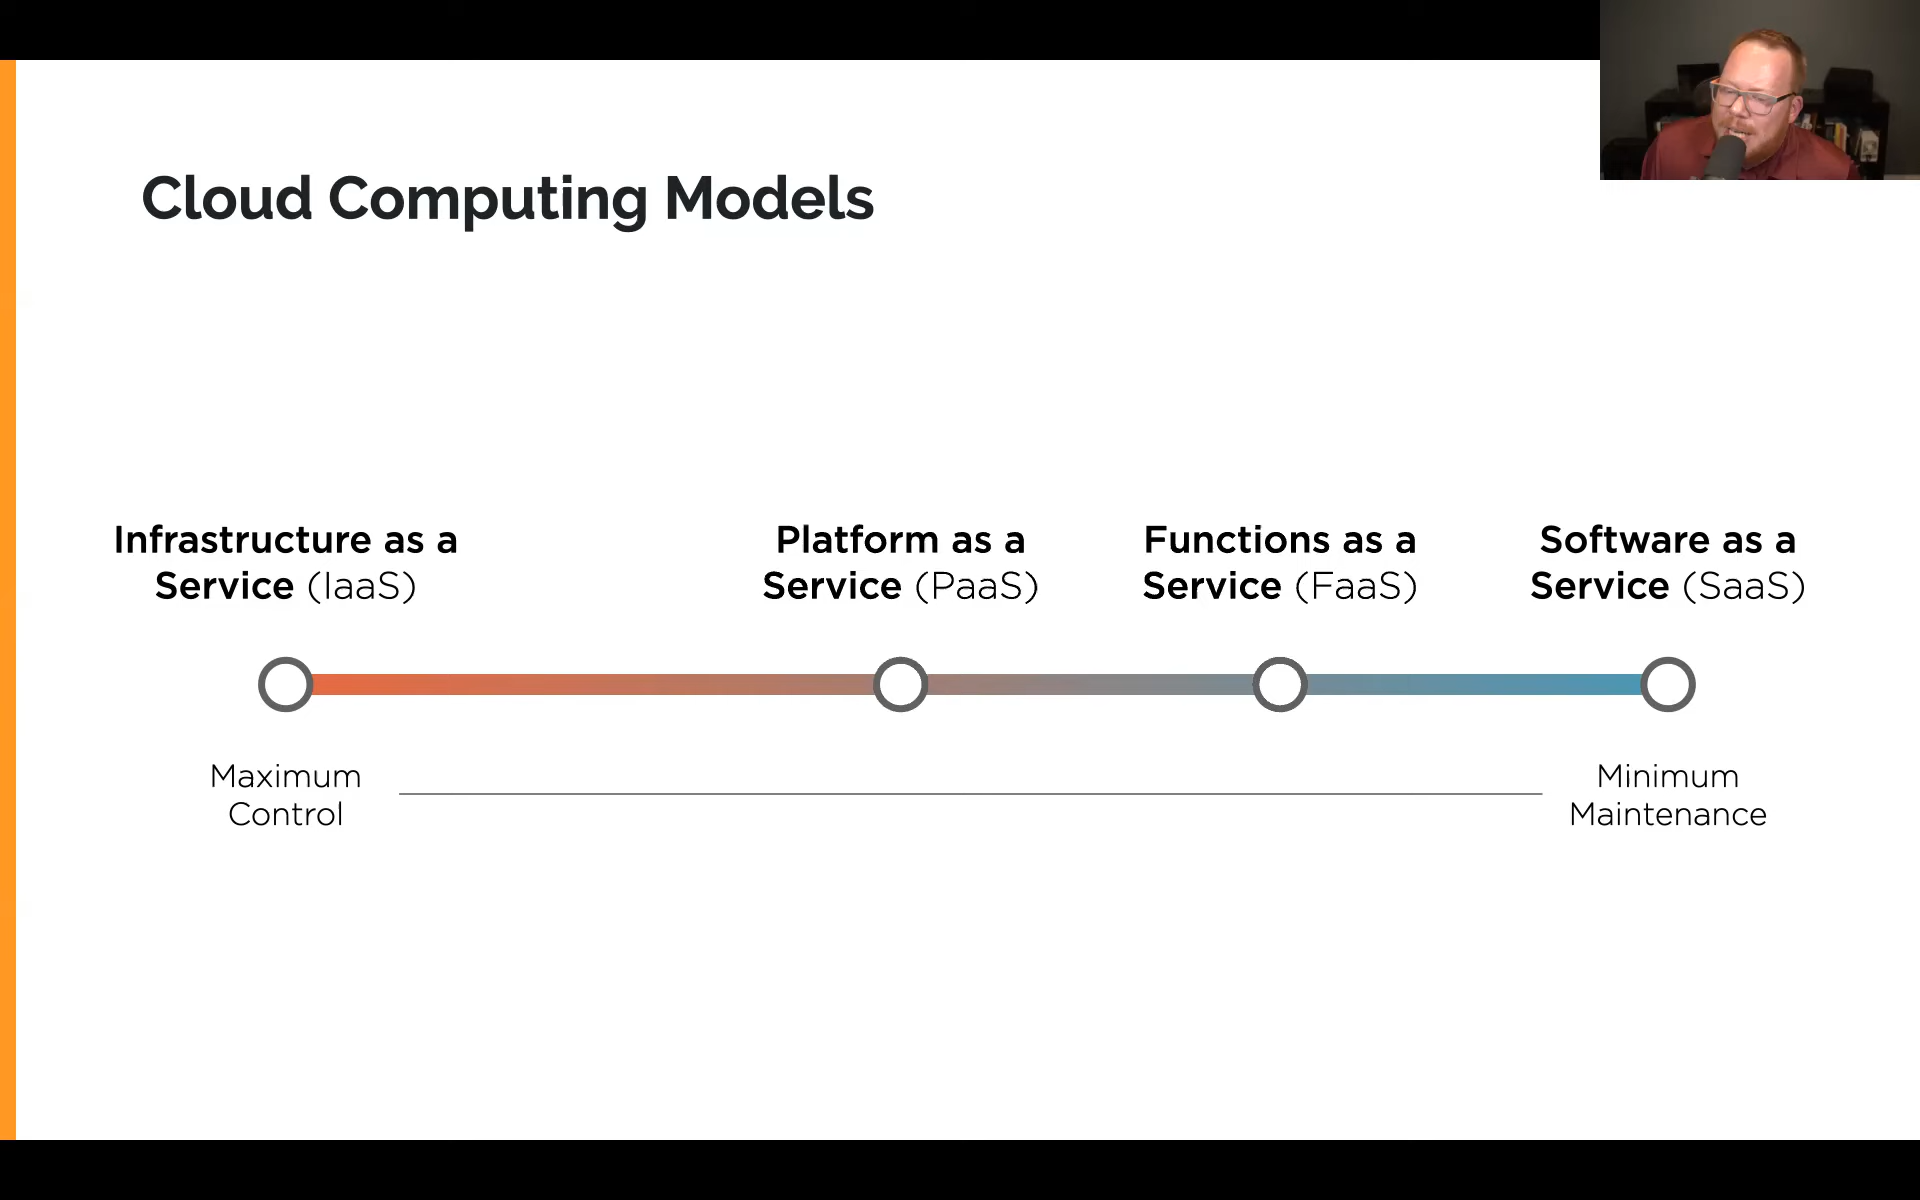 Cloud Computing Models
Infrastructure as a
Service (IaaS)
Platform as a
Service (PaaS)
Functions as a
Service (FaaS)
Software as a
Service (SaaS)
Maximum
Control
Minimum
Maintenance